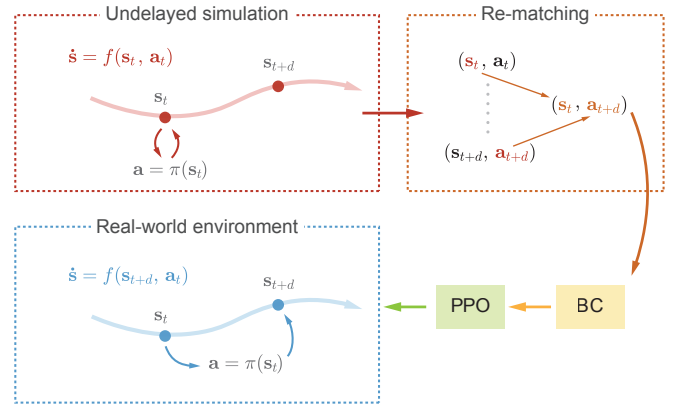 Undelayed simulation
ṡ = f(s_t, a_t)
s_{t+d}
s_t
a = π(s_t)
Re-matching
(s_t, a_t)
(s_t, a_{t+d})
(s_{t+d}, a_{t+d})
Real-world environment
ṡ = f(s_{t+d}, a_t)
s_{t+d}
s_t
a = π(s_t)
PPO
BC